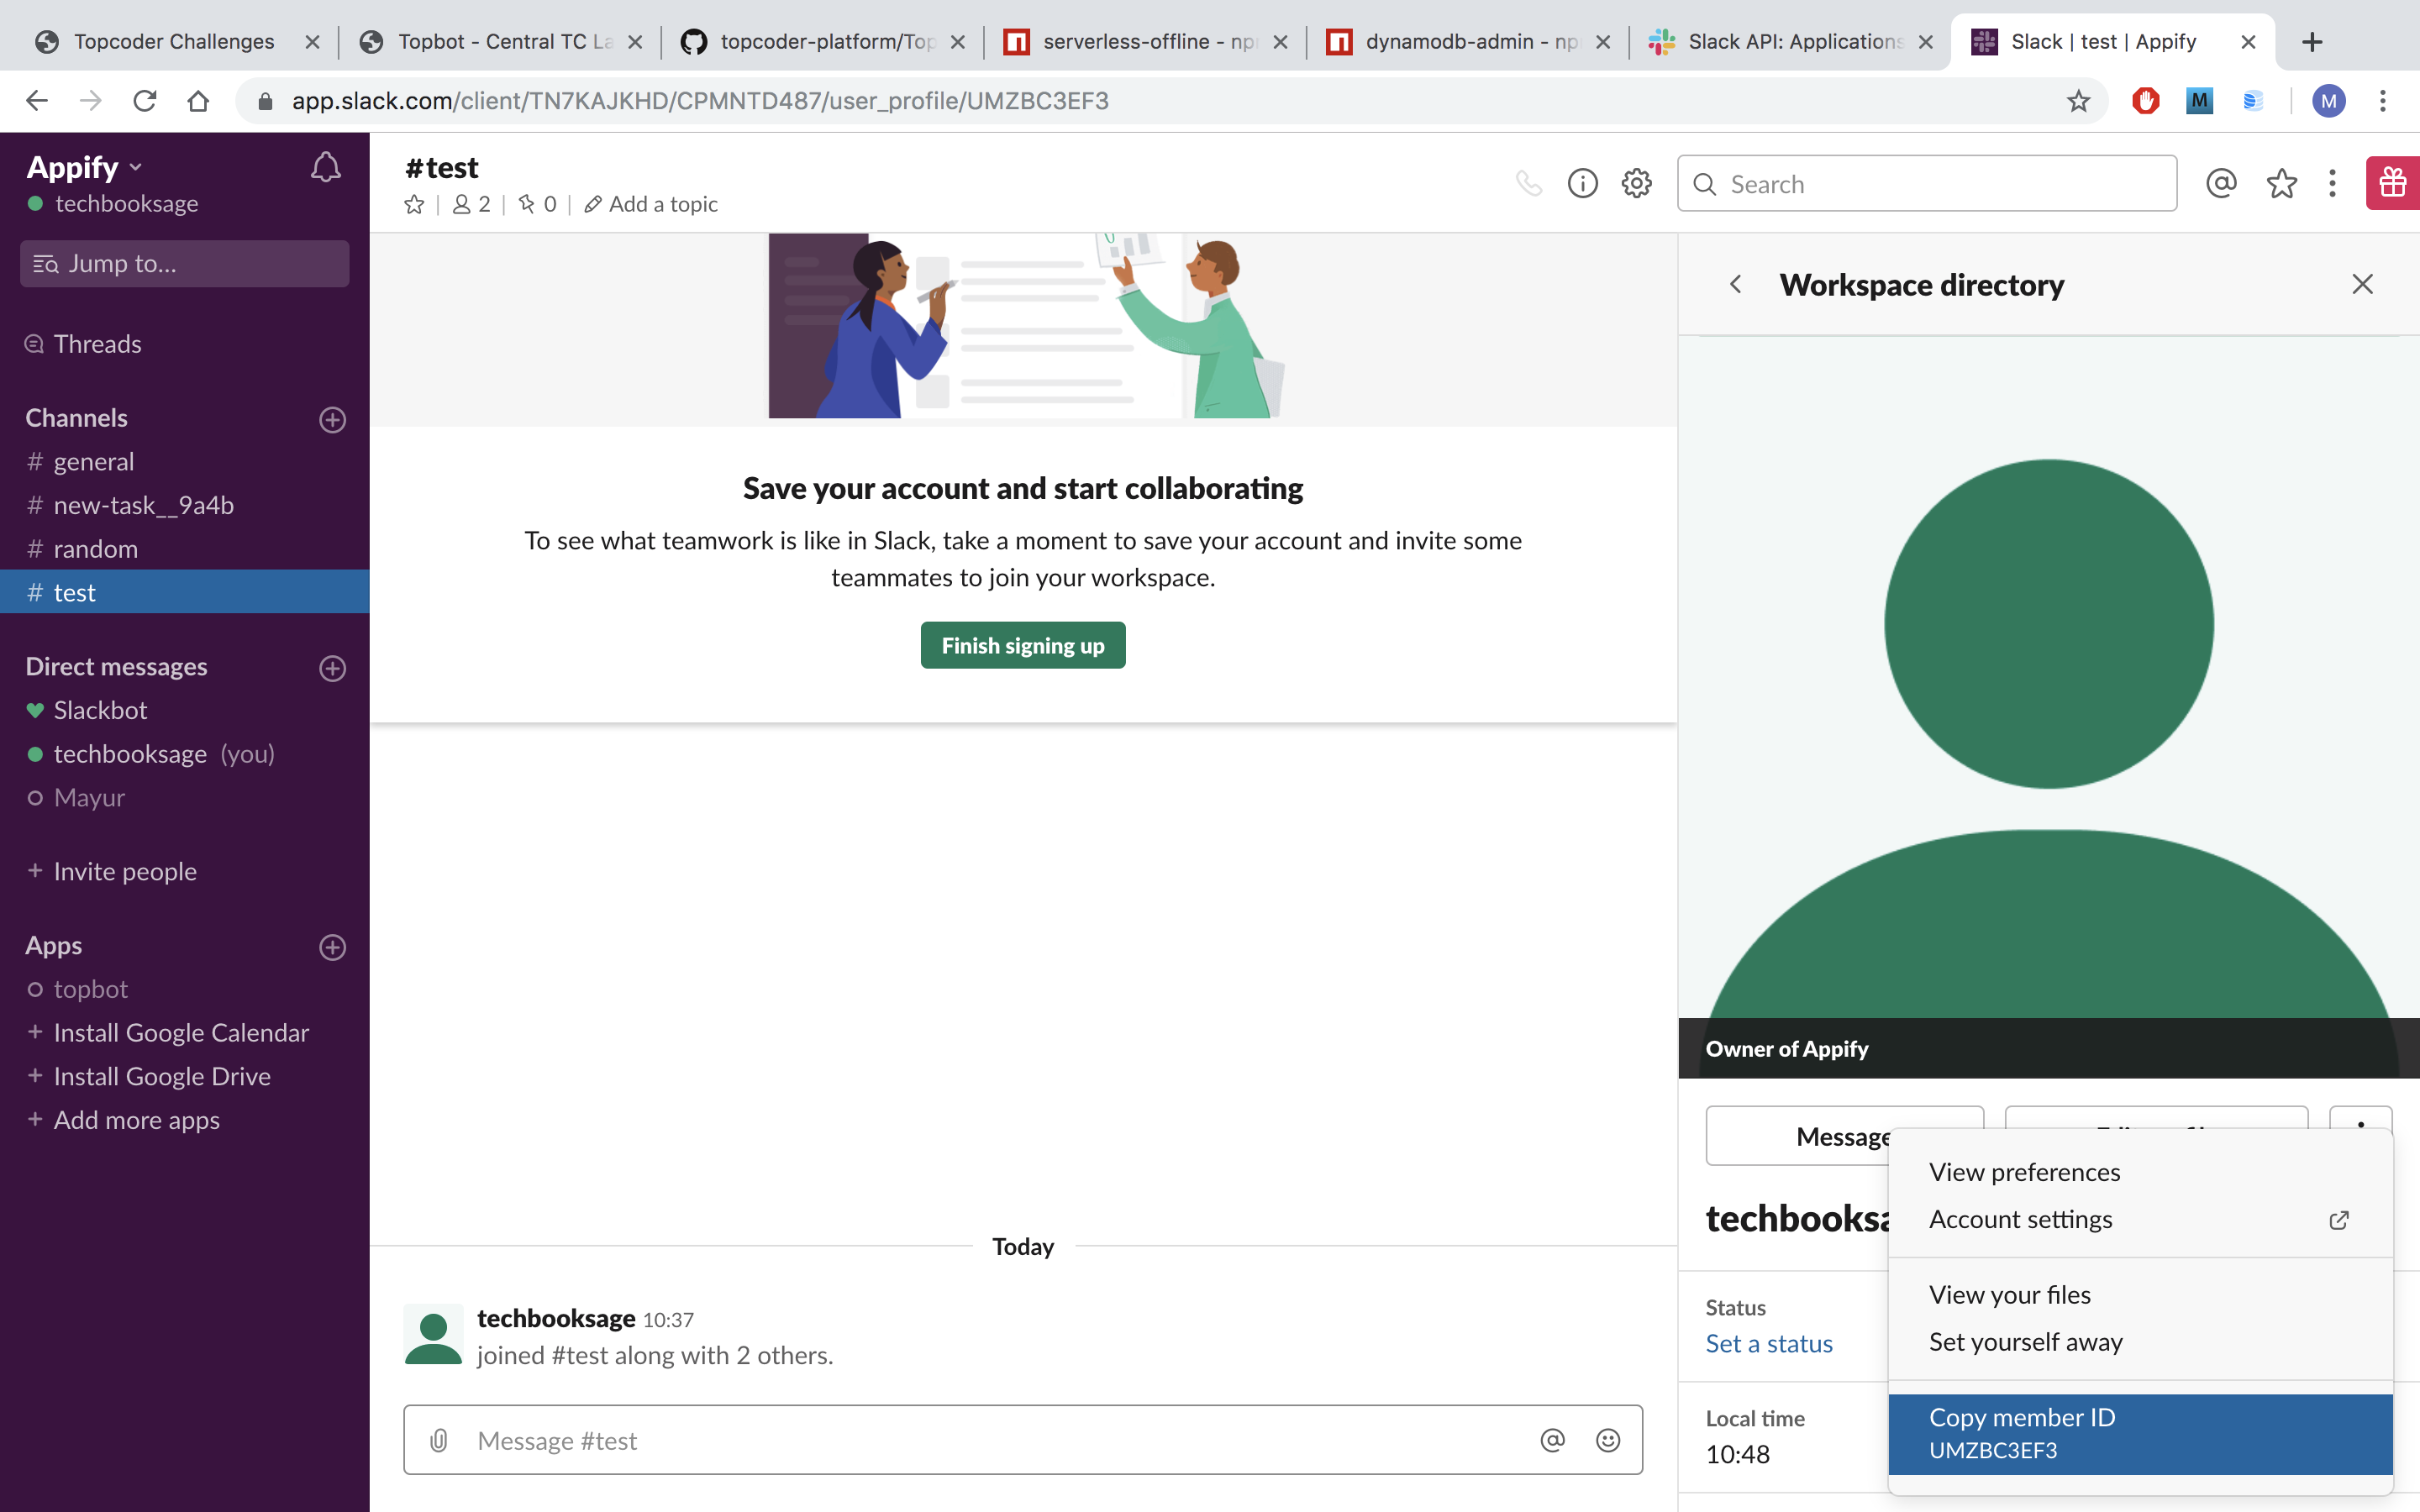 Topcoder Challenges
Topbot - Central TC La
topcoder-platform/Top
serverless-offline - np
dynamodb-admin - np
Slack API: Applications
Slack | test | Appify
app.slack.com/client/TN7KAJKHD/CPMNTD487/user_profile/UMZBC3EF3
M
M
Appify
techbooksage
Jump to...
Threads
Channels
# general
# new-task__9a4b
# random
# test
Direct messages
Slackbot
techbooksage (you)
Mayur
+ Invite people
Apps
topbot
+ Install Google Calendar
+ Install Google Drive
+ Add more apps
#test
2 | 0 | Add a topic
Search
Save your account and start collaborating
To see what teamwork is like in Slack, take a moment to save your account and invite some
teammates to join your workspace.
Finish signing up
Today
techbooksage 10:37
joined #test along with 2 others.
Message #test
Workspace directory
Owner of Appify
Message
techbooksa
Status
Set a status
Local time
10:48
View preferences
Account settings
View your files
Set yourself away
Copy member ID
UMZBC3EF3